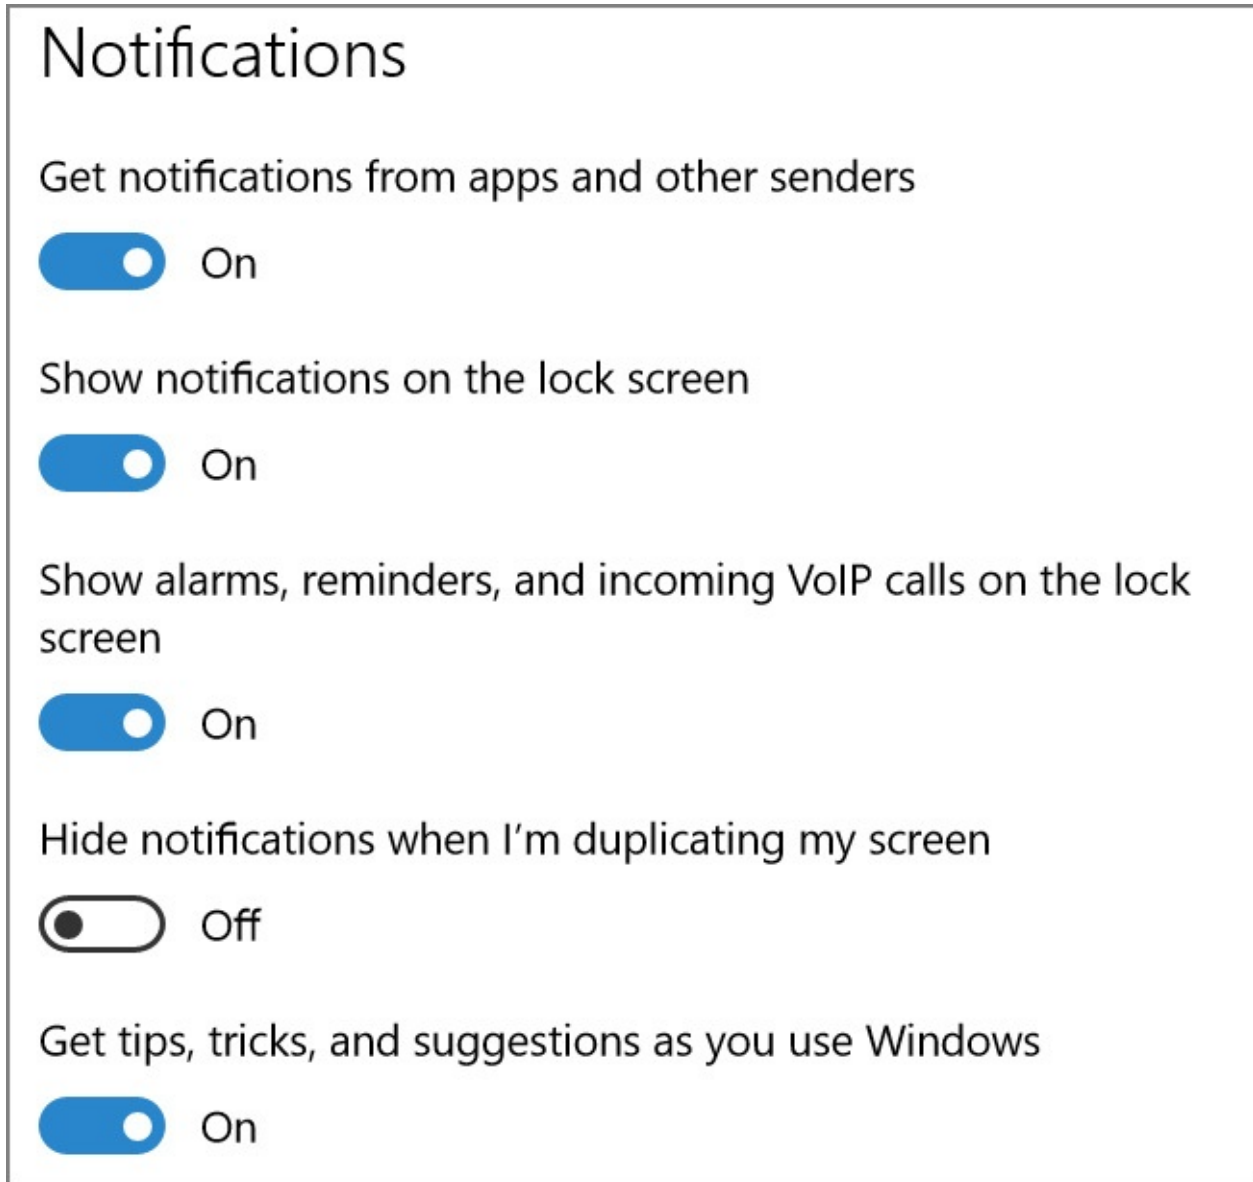 Notifications
Get notifications from apps and other senders
On
Show notifications on the lock screen
On
Show alarms, reminders, and incoming VoIP calls on the lock
screen
On
Hide notifications when I’m duplicating my screen
Off
Get tips, tricks, and suggestions as you use Windows
On